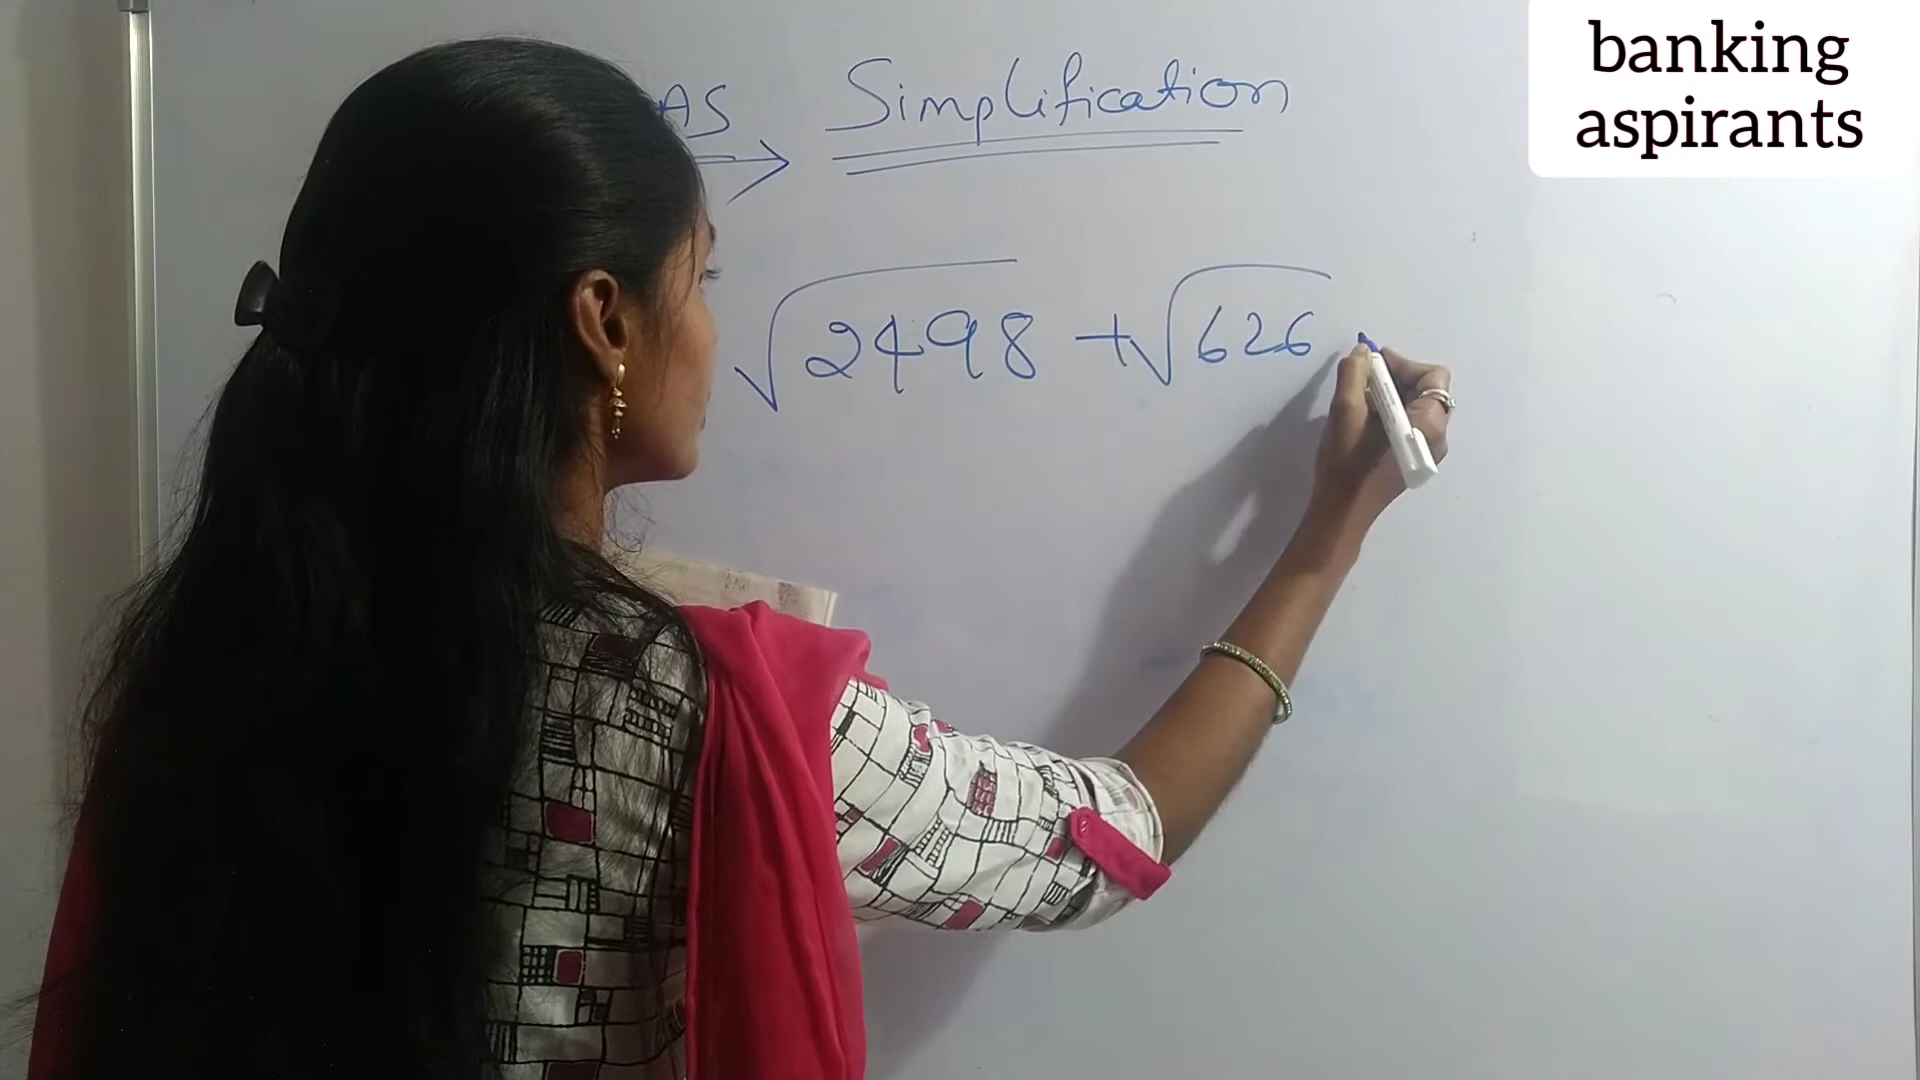 banking
aspirants
AS → Simplification
√2498 + √626